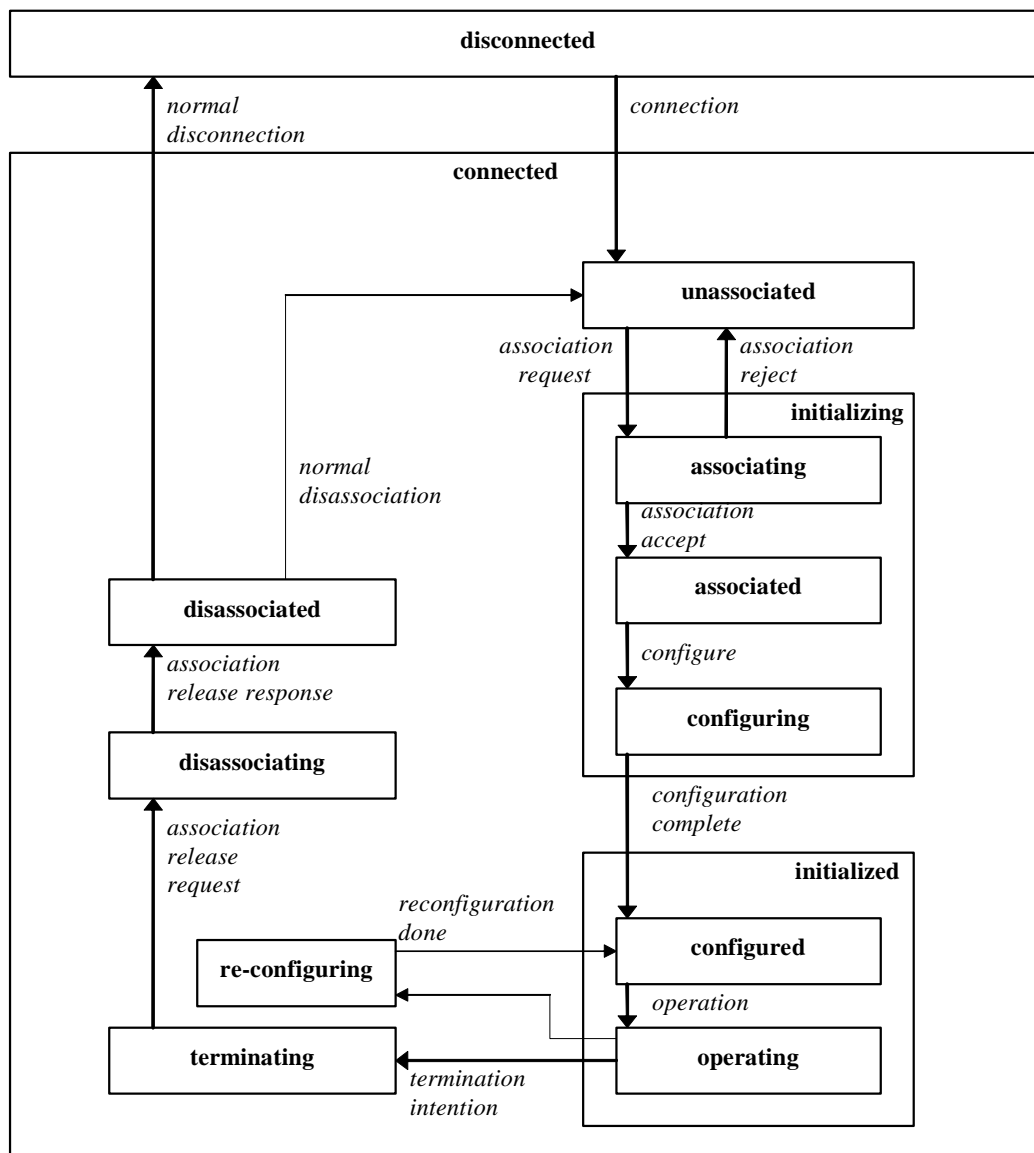 disconnected
normal
disconnection
connection
connected
unassociated
association
request
association
reject
initializing
associating
normal
disassociation
association
accept
associated
disassociated
configure
association
release response
configuring
disassociating
configuration
complete
association
release
request
initialized
reconfiguration
done
configured
re-configuring
operation
terminating
operating
termination
intention